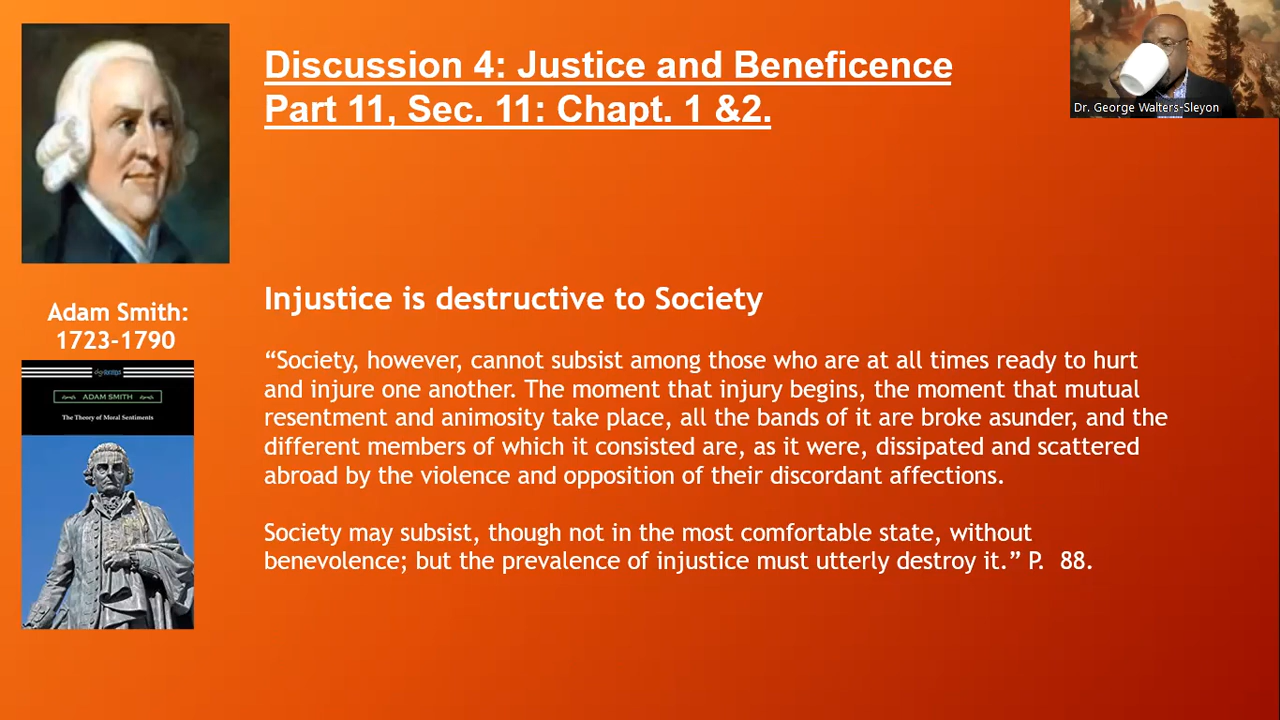 Discussion 4: Justice and Beneficence
Part 11, Sec. 11: Chapt. 1 &2.
Dr. George Walters-Sleyon
Adam Smith:
1723-1790
ADAM SMITH
The Theory of Moral Sentiments
Injustice is destructive to Society
“Society, however, cannot subsist among those who are at all times ready to hurt
and injure one another. The moment that injury begins, the moment that mutual
resentment and animosity take place, all the bands of it are broke asunder, and the
different members of which it consisted are, as it were, dissipated and scattered
abroad by the violence and opposition of their discordant affections.
Society may subsist, though not in the most comfortable state, without
benevolence; but the prevalence of injustice must utterly destroy it.” P.  88.